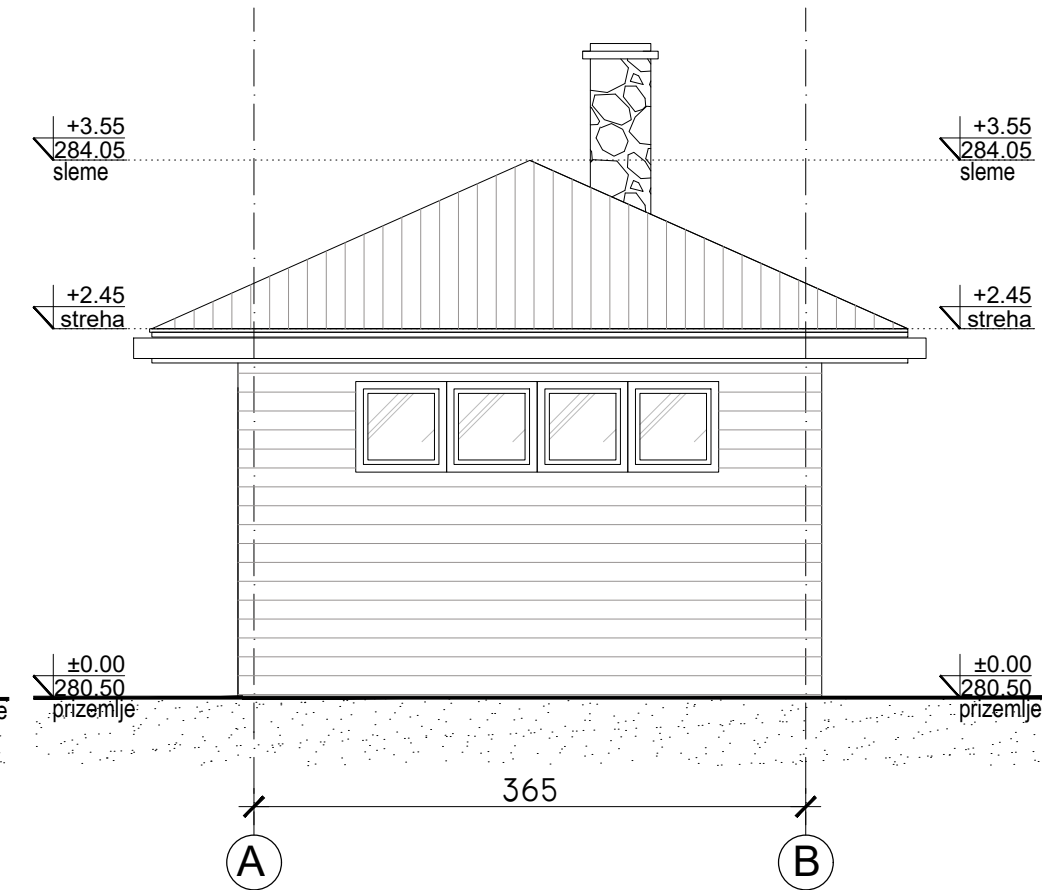 +3.55
284.05
sleme
+3.55
284.05
sleme
+2.45
streha
+2.45
streha
±0.00
280.50
prizemlje
±0.00
280.50
prizemlje
e
365
A
B